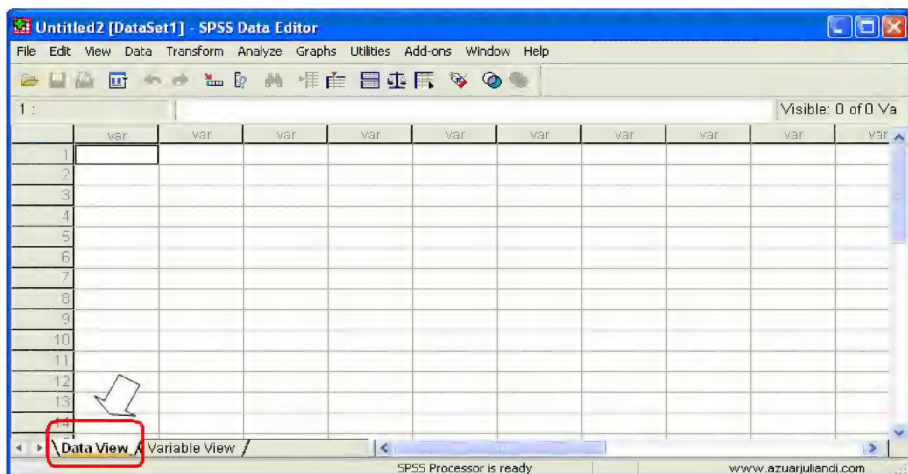 Untitled2 [DataSet1] - SPSS Data Editor
File Edit View Data Transform Analyze Graphs Utilities Add-ons Window Help
1 : Visible: 0 of 0 Va
var var var var var var var var var var
1
2
3
4
5
6
7
8
9
10
11
12
13
14
Data View Variable View
SPSS Processor is ready www.azuarjuliandi.com